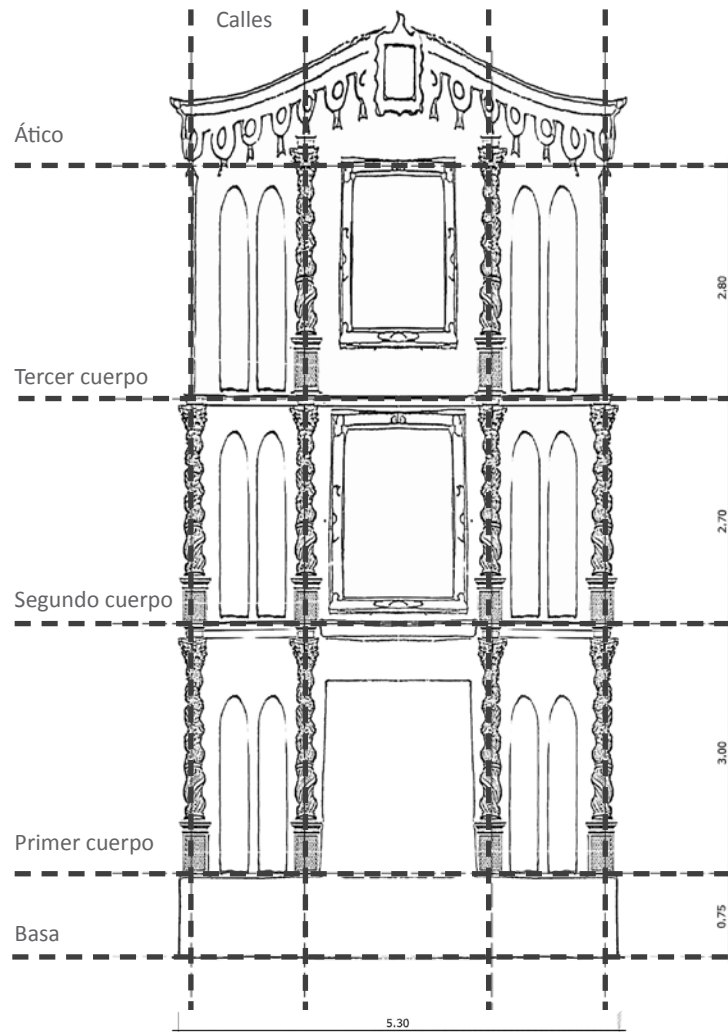 Calles
Ático
2.80
Tercer cuerpo
2.70
Segundo cuerpo
3.00
Primer cuerpo
0.75
Basa
5.30